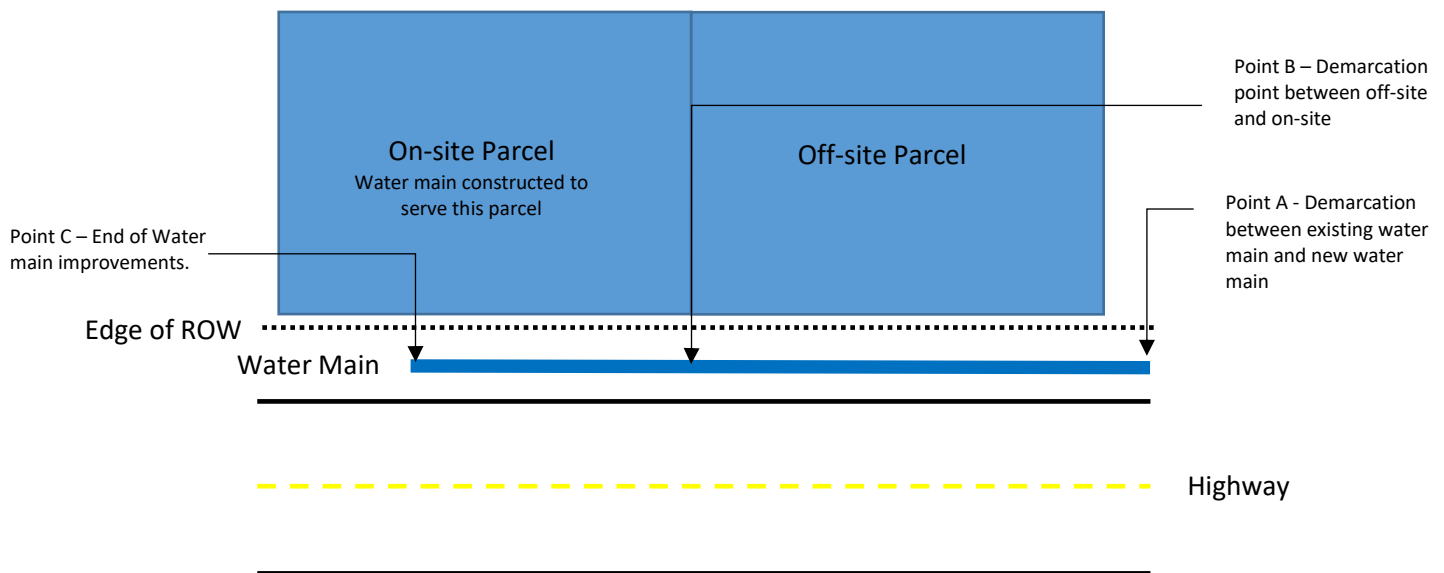 Point B – Demarcation
point between off-site
and on-site
On-site Parcel
Water main constructed to
serve this parcel
Off-site Parcel
Point A - Demarcation
between existing water
main and new water
main
Point C – End of Water
main improvements.
Edge of ROW
Water Main
Highway